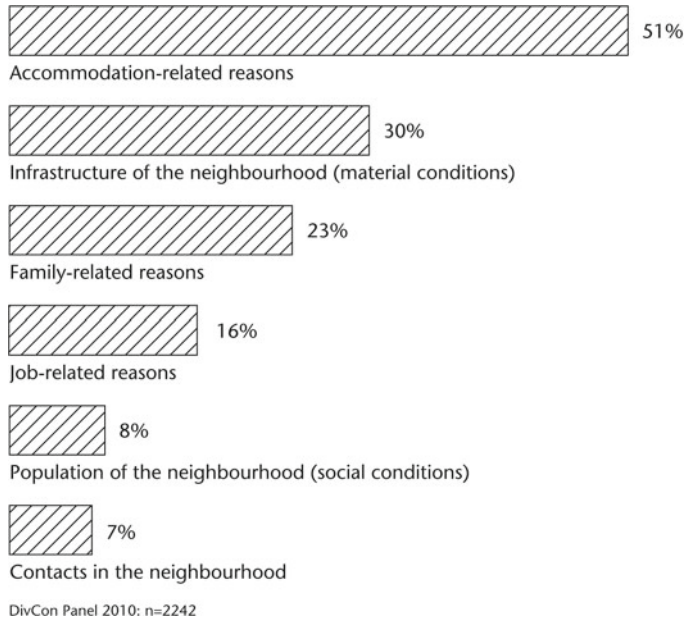 51%
Accommodation-related reasons
30%
Infrastructure of the neighbourhood (material conditions)
23%
Family-related reasons
16%
Job-related reasons
8%
Population of the neighbourhood (social conditions)
7%
Contacts in the neighbourhood
DivCon Panel 2010: n=2242